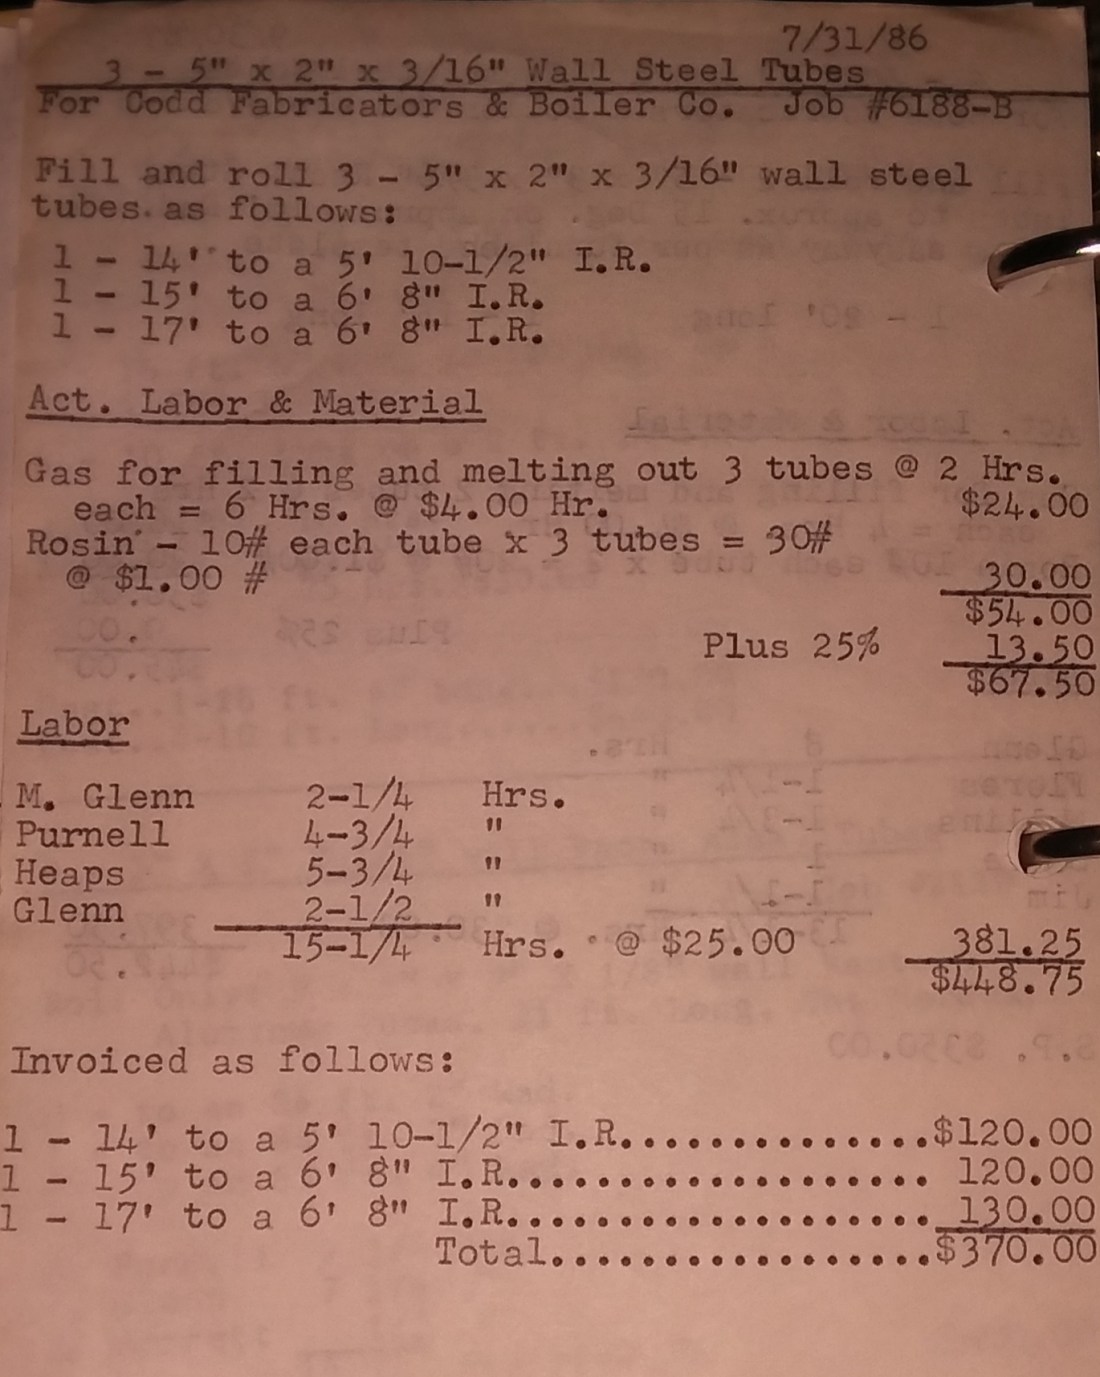 7/31/86
3 - 5" x 2" x 3/16" Wall Steel Tubes
For Codd Fabricators & Boiler Co. Job #6188-B
Fill and roll 3 - 5" x 2" x 3/16" wall steel
tubes as follows:
1 - 14' to a 5' 10-1/2" I.R.
1 - 15' to a 6' 8" I.R.
1 - 17' to a 6' 8" I.R.
Act. Labor & Material
Gas for filling and melting out 3 tubes @ 2 Hrs.
each = 6 Hrs. @ $4.00 Hr. $24.00
Rosin - 10# each tube x 3 tubes = 30#
@ $1.00 # 30.00
$54.00
Plus 25% 13.50
$67.50
Labor
M. Glenn 2-1/4 Hrs.
Purnell 4-3/4 "
Heaps 5-3/4 "
Glenn 2-1/2 "
15-1/4 Hrs. @ $25.00 381.25
$448.75
Invoiced as follows:
1 - 14' to a 5' 10-1/2" I.R..............$120.00
1 - 15' to a 6' 8" I.R................... 120.00
1 - 17' to a 6' 8" I.R................... 130.00
Total.................$370.00